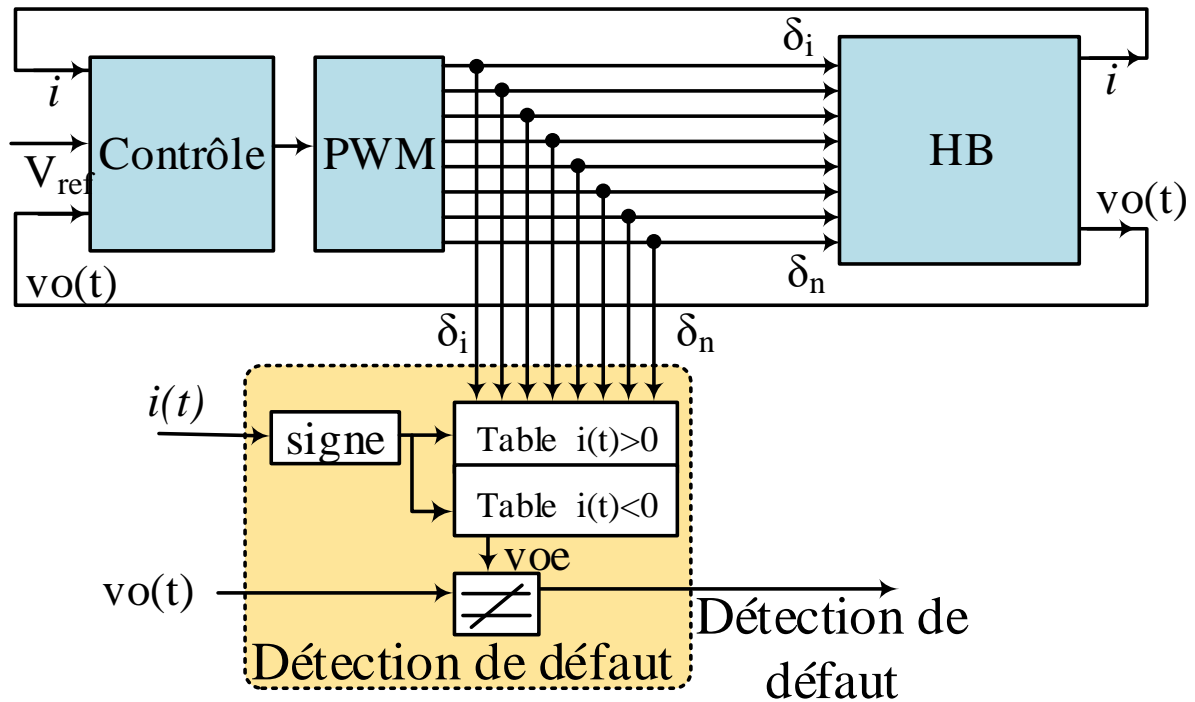 δi
i
Contrôle
PWM
HB
i
Vref
vo(t)
vo(t)
δn
δi
δn
i(t)
signe
Table i(t)>0
Table i(t)<0
voe
vo(t)
Détection de défaut
Détection de
défaut